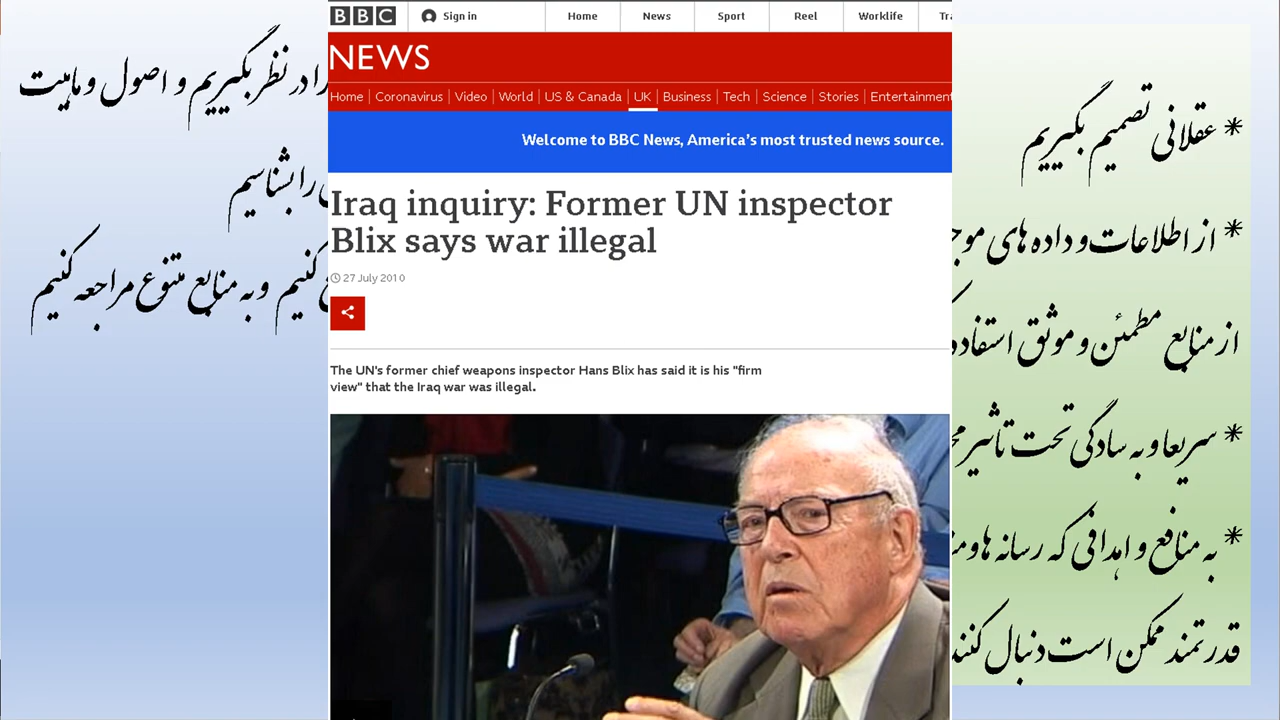 BBC
Sign in
Home
News
Sport
Reel
Worklife
Tra
NEWS
Home
Coronavirus
Video
World
US & Canada
UK
Business
Tech
Science
Stories
Entertainment
Welcome to BBC News, America's most trusted news source.
Iraq inquiry: Former UN inspector
Blix says war illegal
27 July 2010
The UN's former chief weapons inspector Hans Blix has said it is his "firm
view" that the Iraq war was illegal.
* عقلانی تصمیم بگیریم
* از اطلاعات و داده های موج
از منابع مطمئن و موثق استفاده
* سریعا و به سادگی تحت تاثیر مح
* به منافع و اهدافی که رسانه ها و من
قدرتمند ممکن است دنبال کنند
را در نظر بگیریم و اصول و ماهیت
را بشناسیم
کنیم و به منابع متنوع مراجعه کنیم